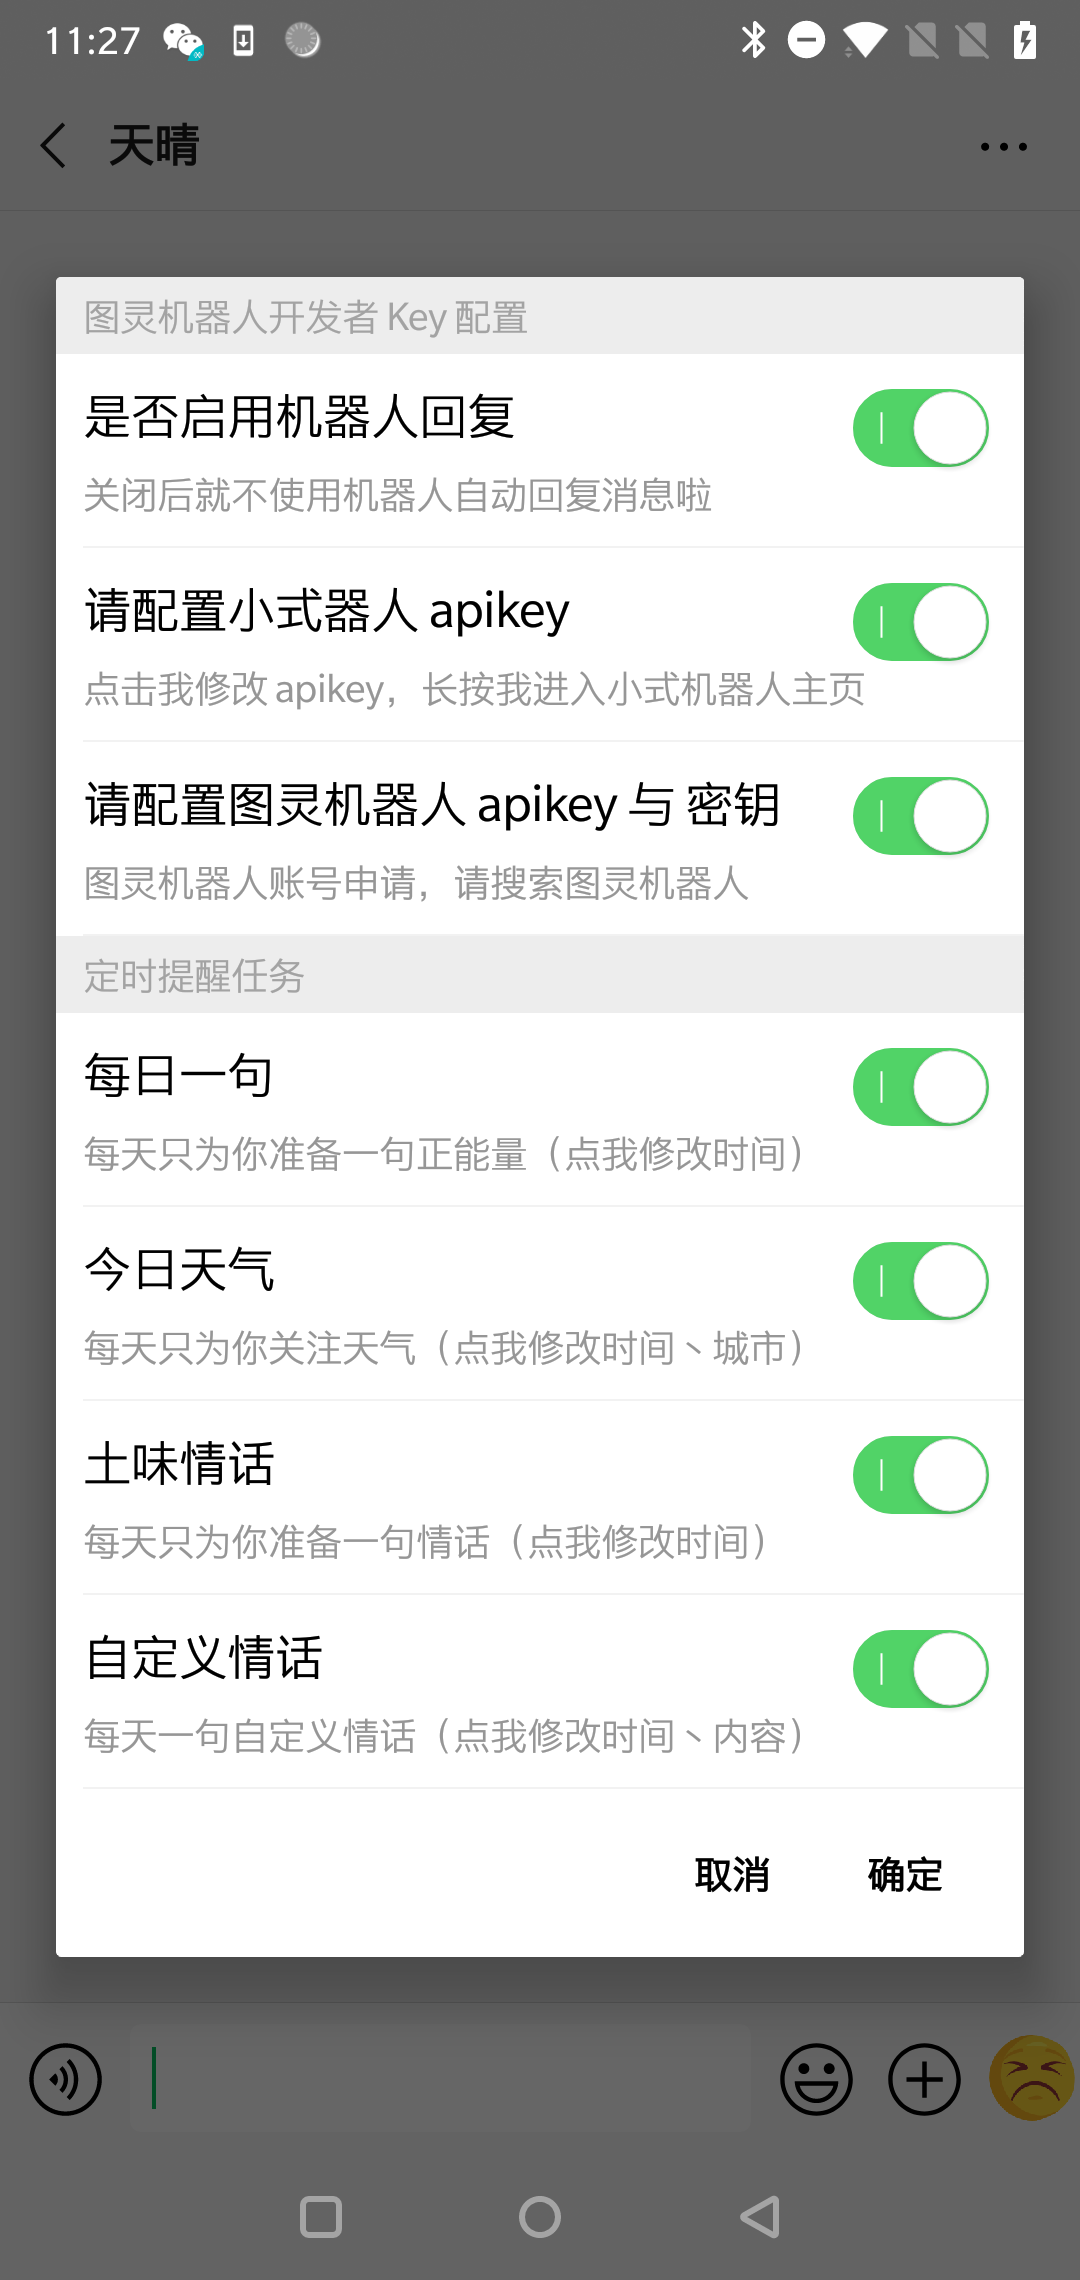 11:27
天晴
图灵机器人开发者 Key 配置
是否启用机器人回复
关闭后就不使用机器人自动回复消息啦
请配置小式器人 apikey
点击我修改 apikey，长按我进入小式机器人主页
请配置图灵机器人 apikey 与 密钥
图灵机器人账号申请，请搜索图灵机器人
定时提醒任务
每日一句
每天只为你准备一句正能量（点我修改时间）
今日天气
每天只为你关注天气（点我修改时间丶城市）
土味情话
每天只为你准备一句情话（点我修改时间）
自定义情话
每天一句自定义情话（点我修改时间丶内容）
取消 确定